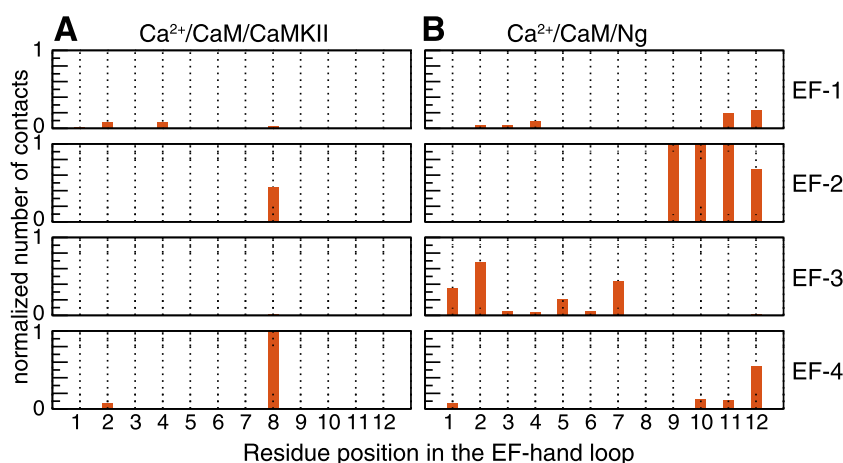 A Ca²⁺/CaM/CaMKII B Ca²⁺/CaM/Ng
normalized number of contacts
1
0
EF-1
1
0
EF-2
1
0
EF-3
1
0
EF-4
1 2 3 4 5 6 7 8 9 10 11 12 1 2 3 4 5 6 7 8 9 10 11 12
Residue position in the EF-hand loop